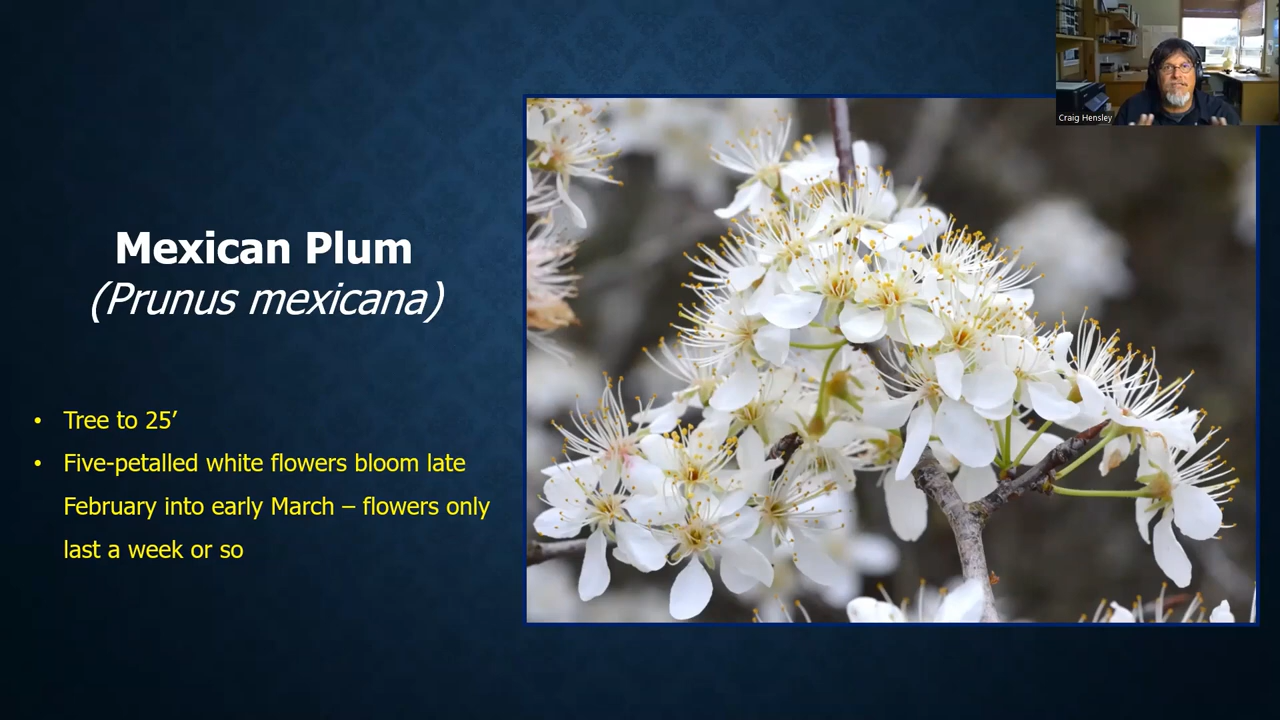 Craig Hensley
Mexican Plum
(Prunus mexicana)
• Tree to 25’
• Five-petalled white flowers bloom late
February into early March – flowers only
last a week or so